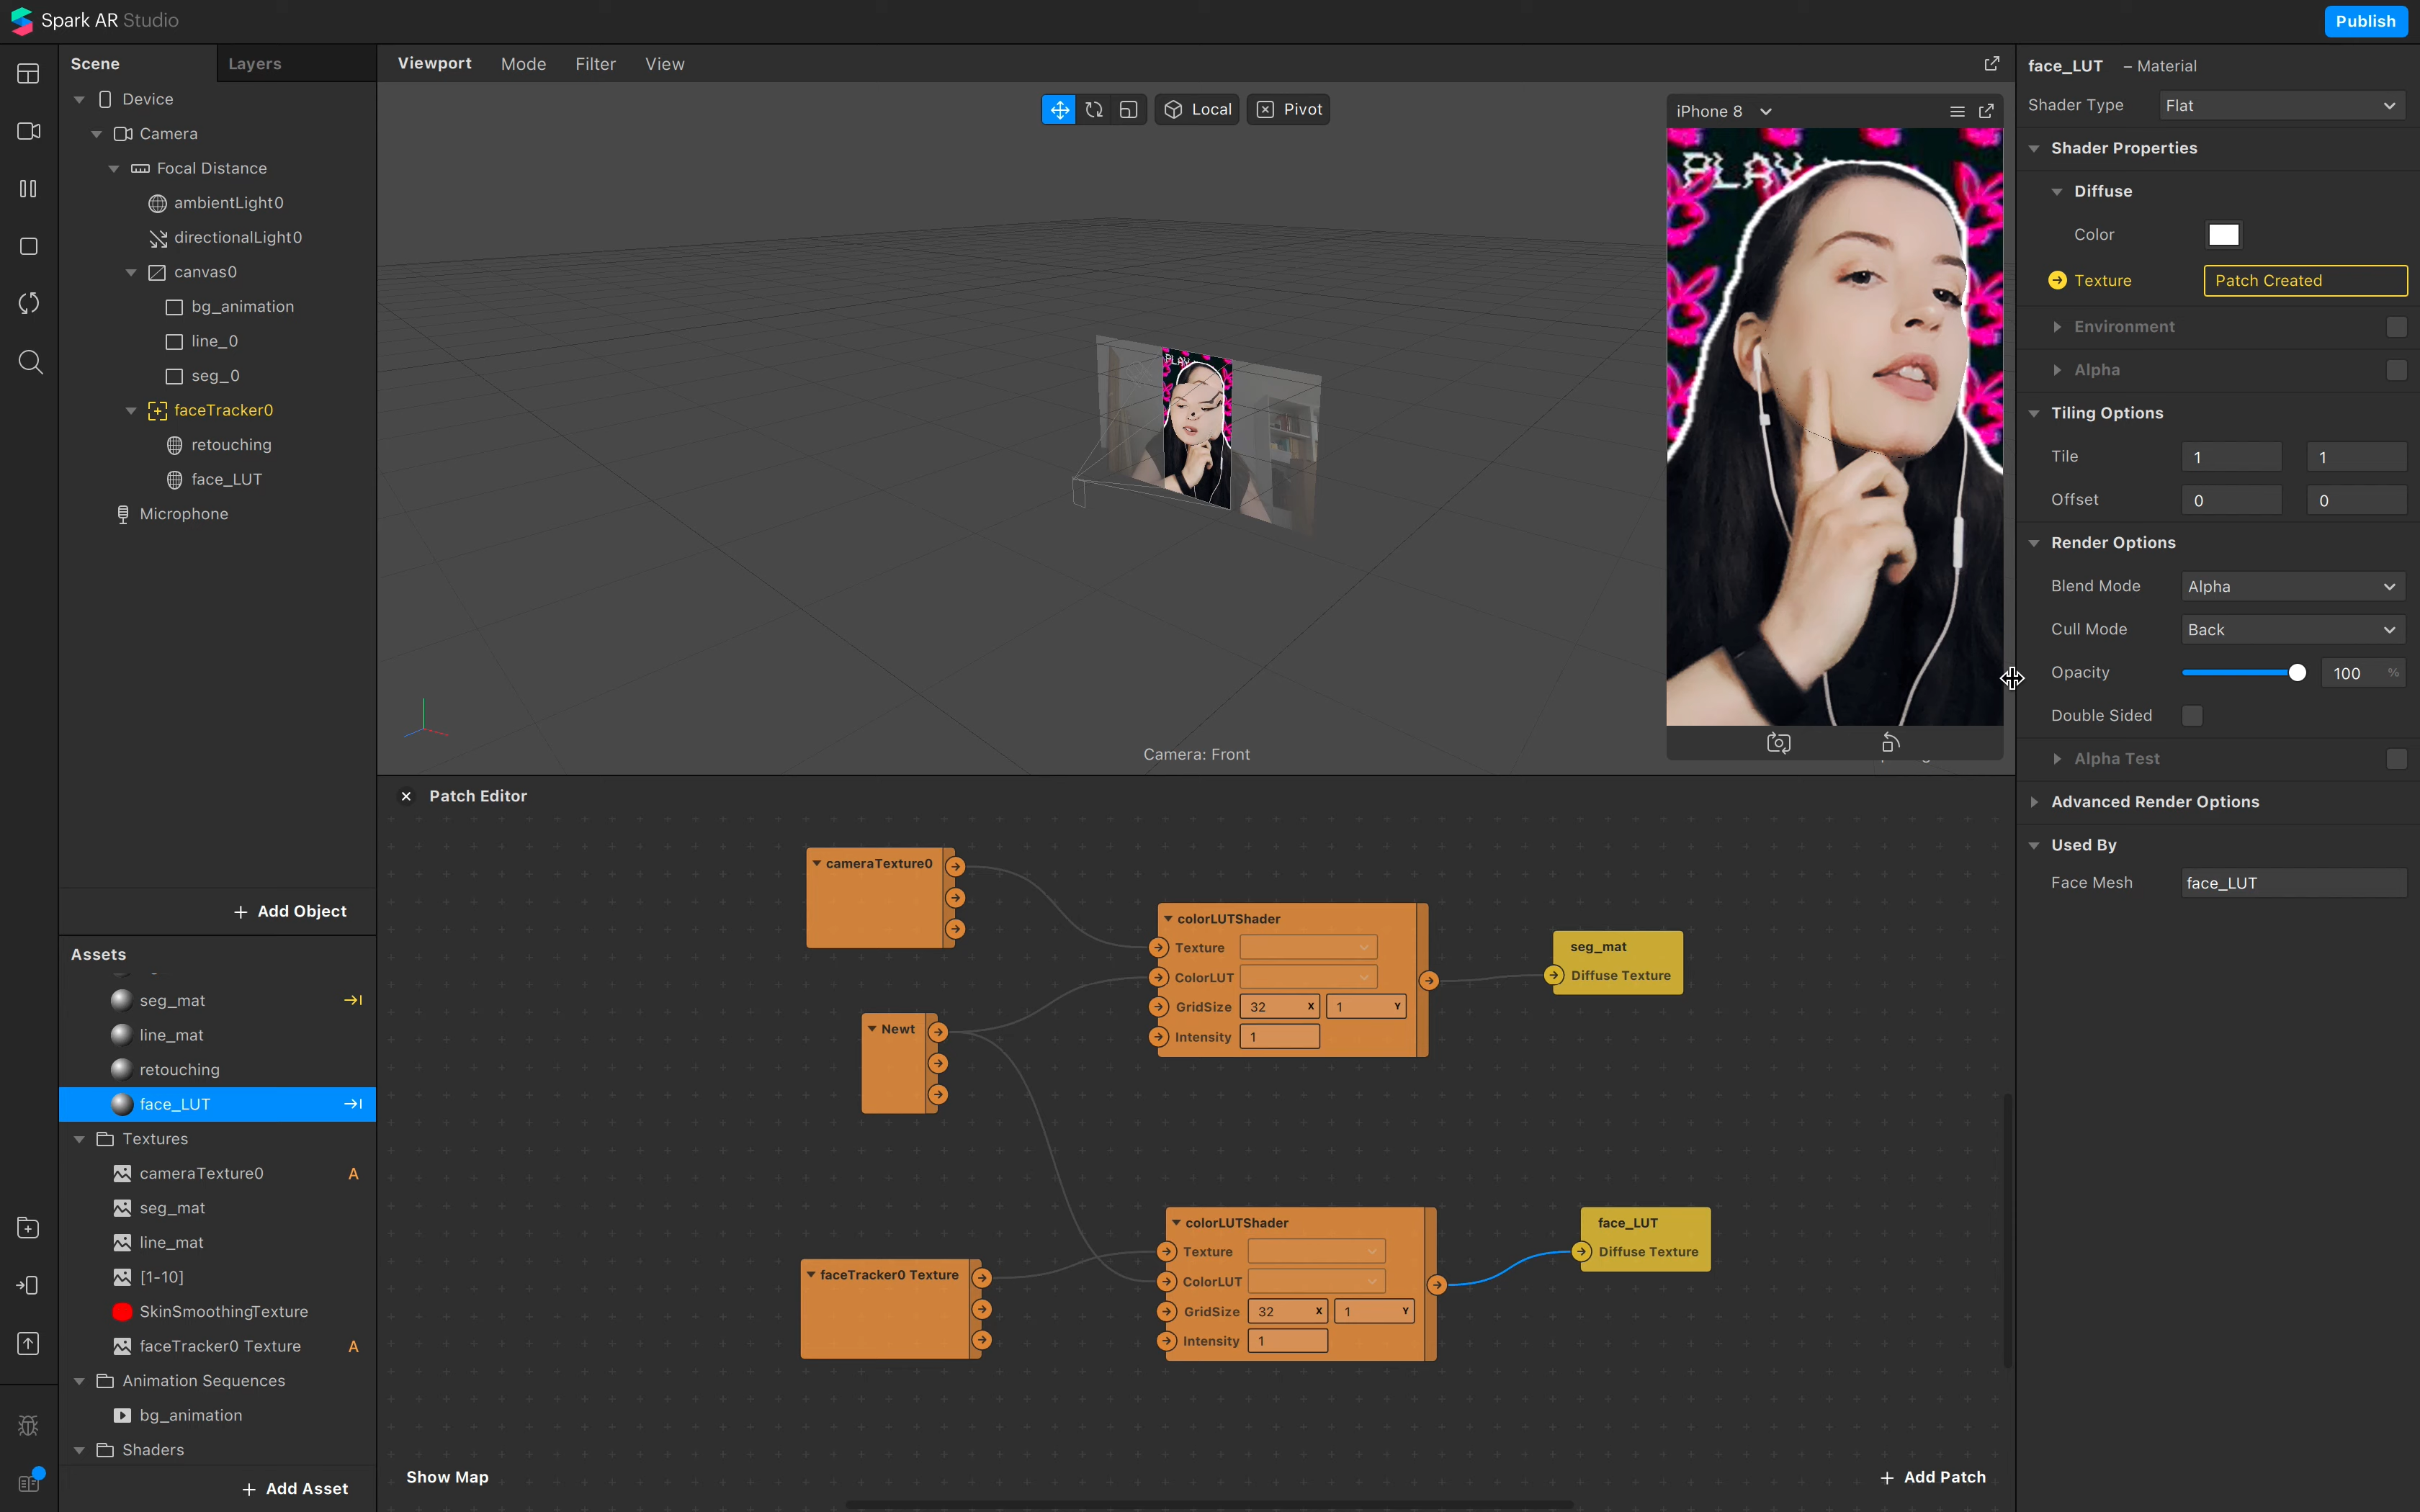 Spark AR Studio
Publish
Scene
Layers
Device
Camera
Focal Distance
ambientLight0
directionalLight0
canvas0
bg_animation
line_0
seg_0
faceTracker0
retouching
face_LUT
Microphone
+ Add Object
Assets
seg_mat
line_mat
retouching
face_LUT
Textures
cameraTexture0 A
seg_mat
line_mat
[1-10]
SkinSmoothingTexture
faceTracker0 Texture A
Animation Sequences
bg_animation
Shaders
+ Add Asset
Viewport Mode Filter View
Local
Pivot
PLAY
Camera: Front
iPhone 8
PLAY
Patch Editor
cameraTexture0
Newt
faceTracker0 Texture
colorLUTShader
Texture
ColorLUT
GridSize 32 X 1 Y
Intensity 1
seg_mat
Diffuse Texture
colorLUTShader
Texture
ColorLUT
GridSize 32 X 1 Y
Intensity 1
face_LUT
Diffuse Texture
Show Map
+ Add Patch
face_LUT – Material
Shader Type Flat
Shader Properties
Diffuse
Color
Texture Patch Created
Environment
Alpha
Tiling Options
Tile 1 1
Offset 0 0
Render Options
Blend Mode Alpha
Cull Mode Back
Opacity 100 %
Double Sided
Alpha Test
Advanced Render Options
Used By
Face Mesh face_LUT